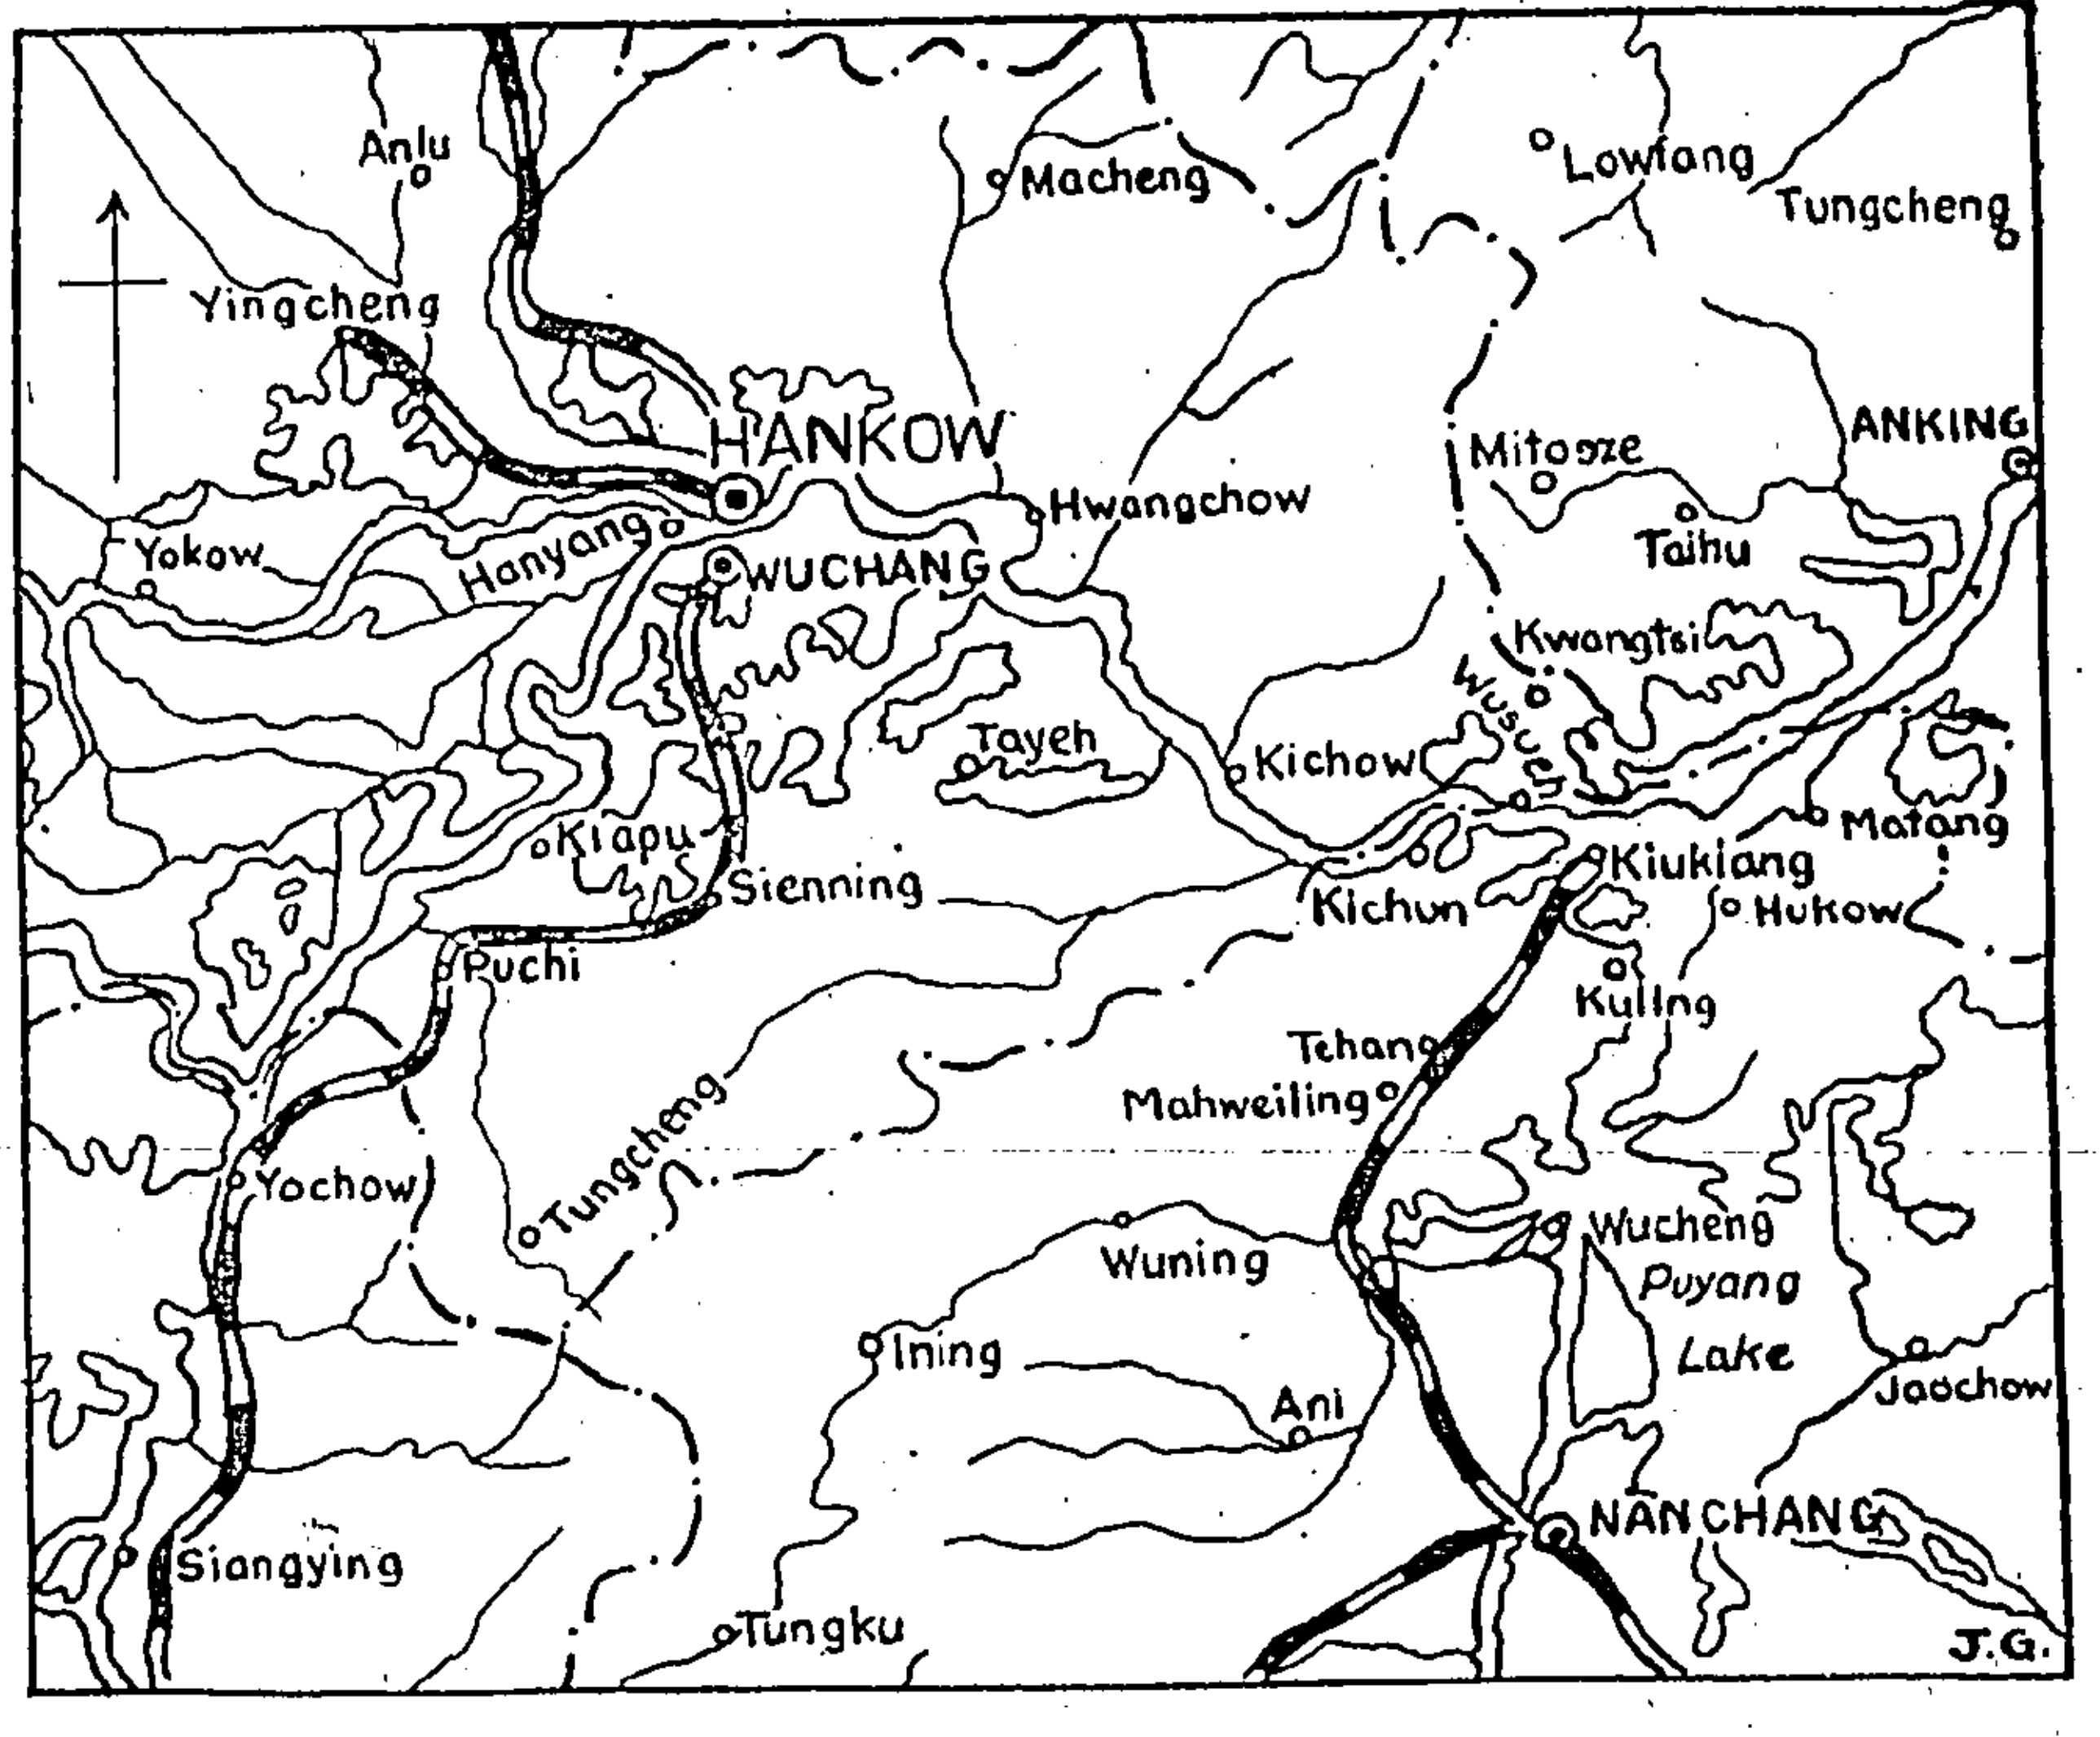 Anlu
Macheng
Lowtang
Tungcheng
Yingcheng
HANKOW
ANKING
Mitosze
Hwangchow
Yokow
Hanyang
WUCHANG
Taihu
Kwangtsi
Wusueh
Tayeh
Kichow
Kiapu
Matang
Sienning
Kiukiang
Kichun
Hukow
Puchi
Kuling
Tehang
Mahweiling
Tungcheng
Yochow
Wucheng
Wuning
Puyang
Lake
Ining
Jaochow
Ani
NANCHANG
Siangying
Tungku
J.G.